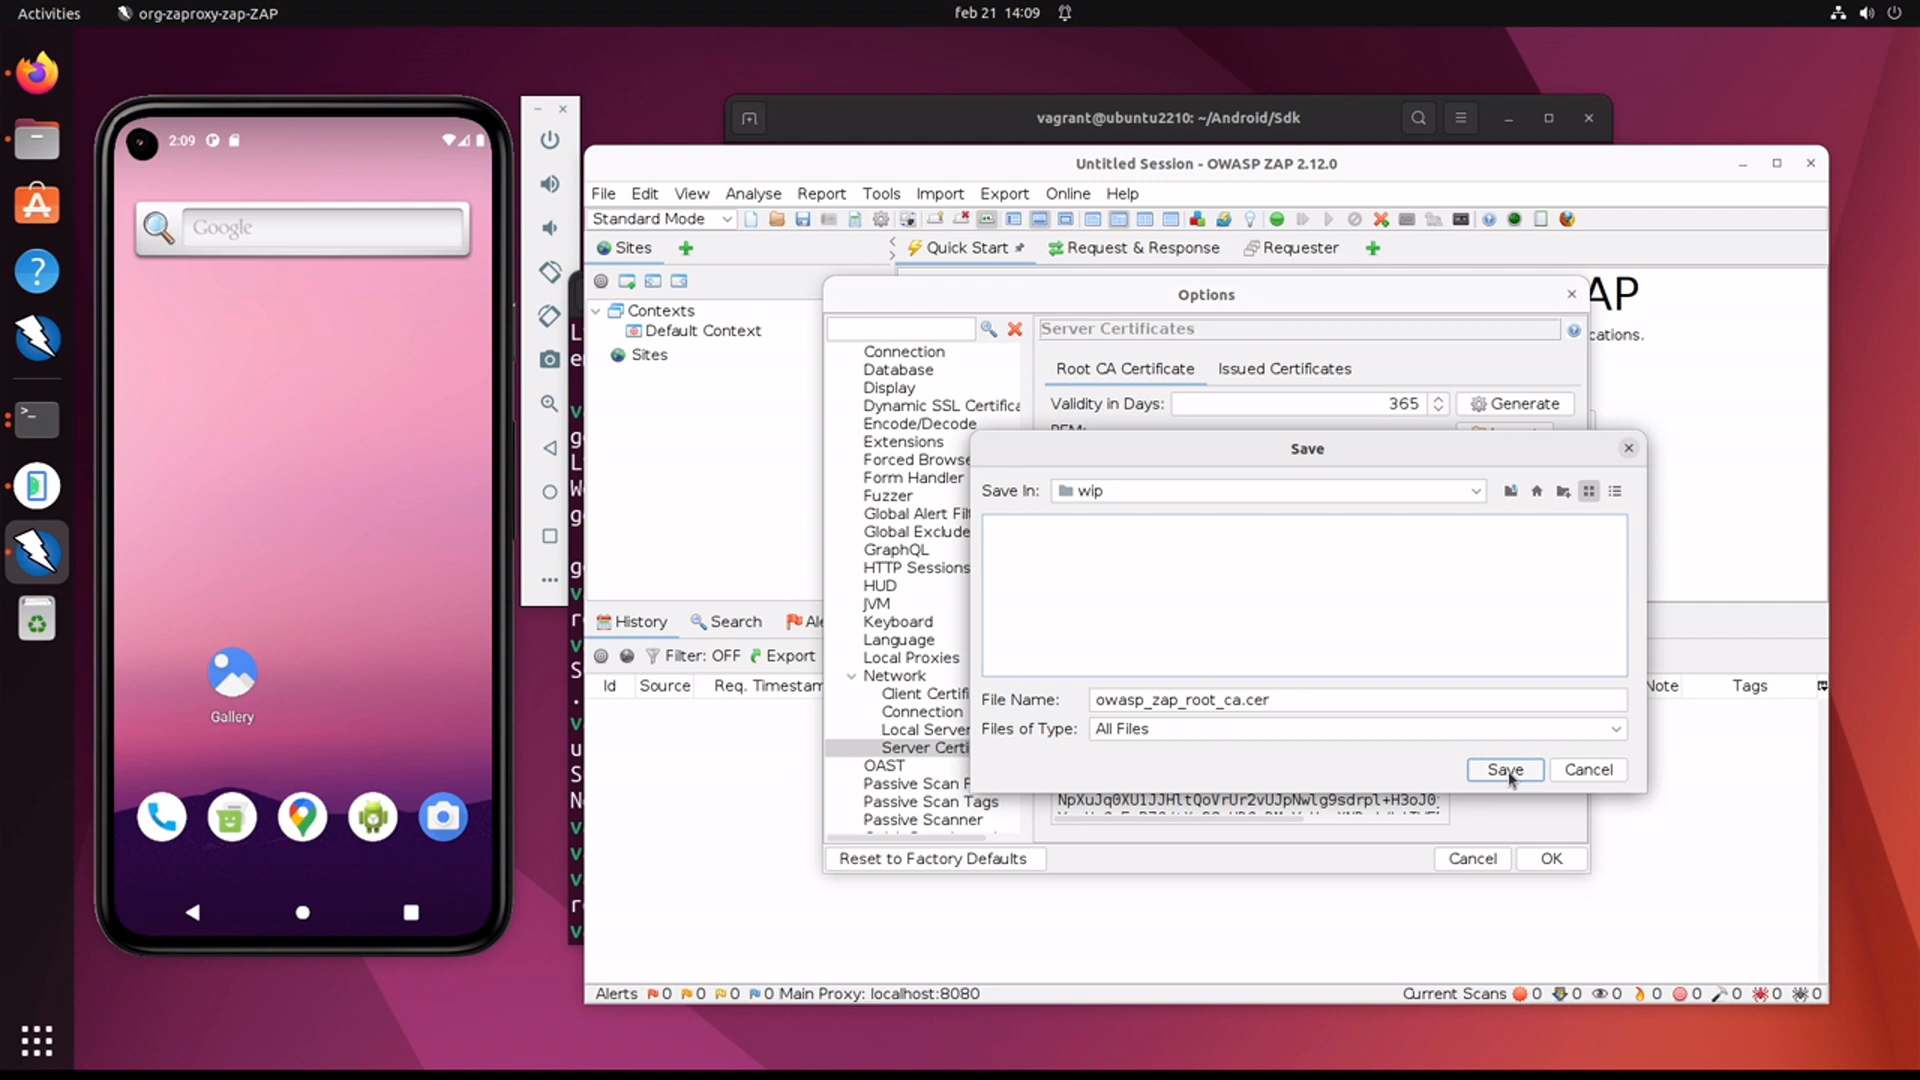 Activities
org-zaproxy-zap-ZAP
feb 21 14:09
2:09
Google
Gallery
vagrant@ubuntu2210: ~/Android/Sdk
Untitled Session - OWASP ZAP 2.12.0
File Edit View Analyse Report Tools Import Export Online Help
Standard Mode
Sites
Quick Start
Request & Response
Requester
Contexts
Default Context
Sites
AP
cations.
Options
Server Certificates
Connection
Database
Display
Dynamic SSL Certifica
Encode/Decode
Extensions
Forced Browse
Form Handler
Fuzzer
Global Alert Filt
Global Exclude
GraphQL
HTTP Sessions
HUD
JVM
Keyboard
Language
Local Proxies
Network
Client Certifi
Connection
Local Server
Server Certi
OAST
Passive Scan R
Passive Scan Tags
Passive Scanner
Root CA Certificate
Issued Certificates
Validity in Days: 365
Generate
Save
Save In: wip
File Name: owasp_zap_root_ca.cer
Files of Type: All Files
Save
Cancel
Reset to Factory Defaults
Cancel
OK
History
Search
Ale
Filter: OFF
Export
Id
Source
Req. Timestam
Note
Tags
Alerts 0 0 0 0 Main Proxy: localhost:8080
Current Scans 0 0 0 0 0 0 0 0